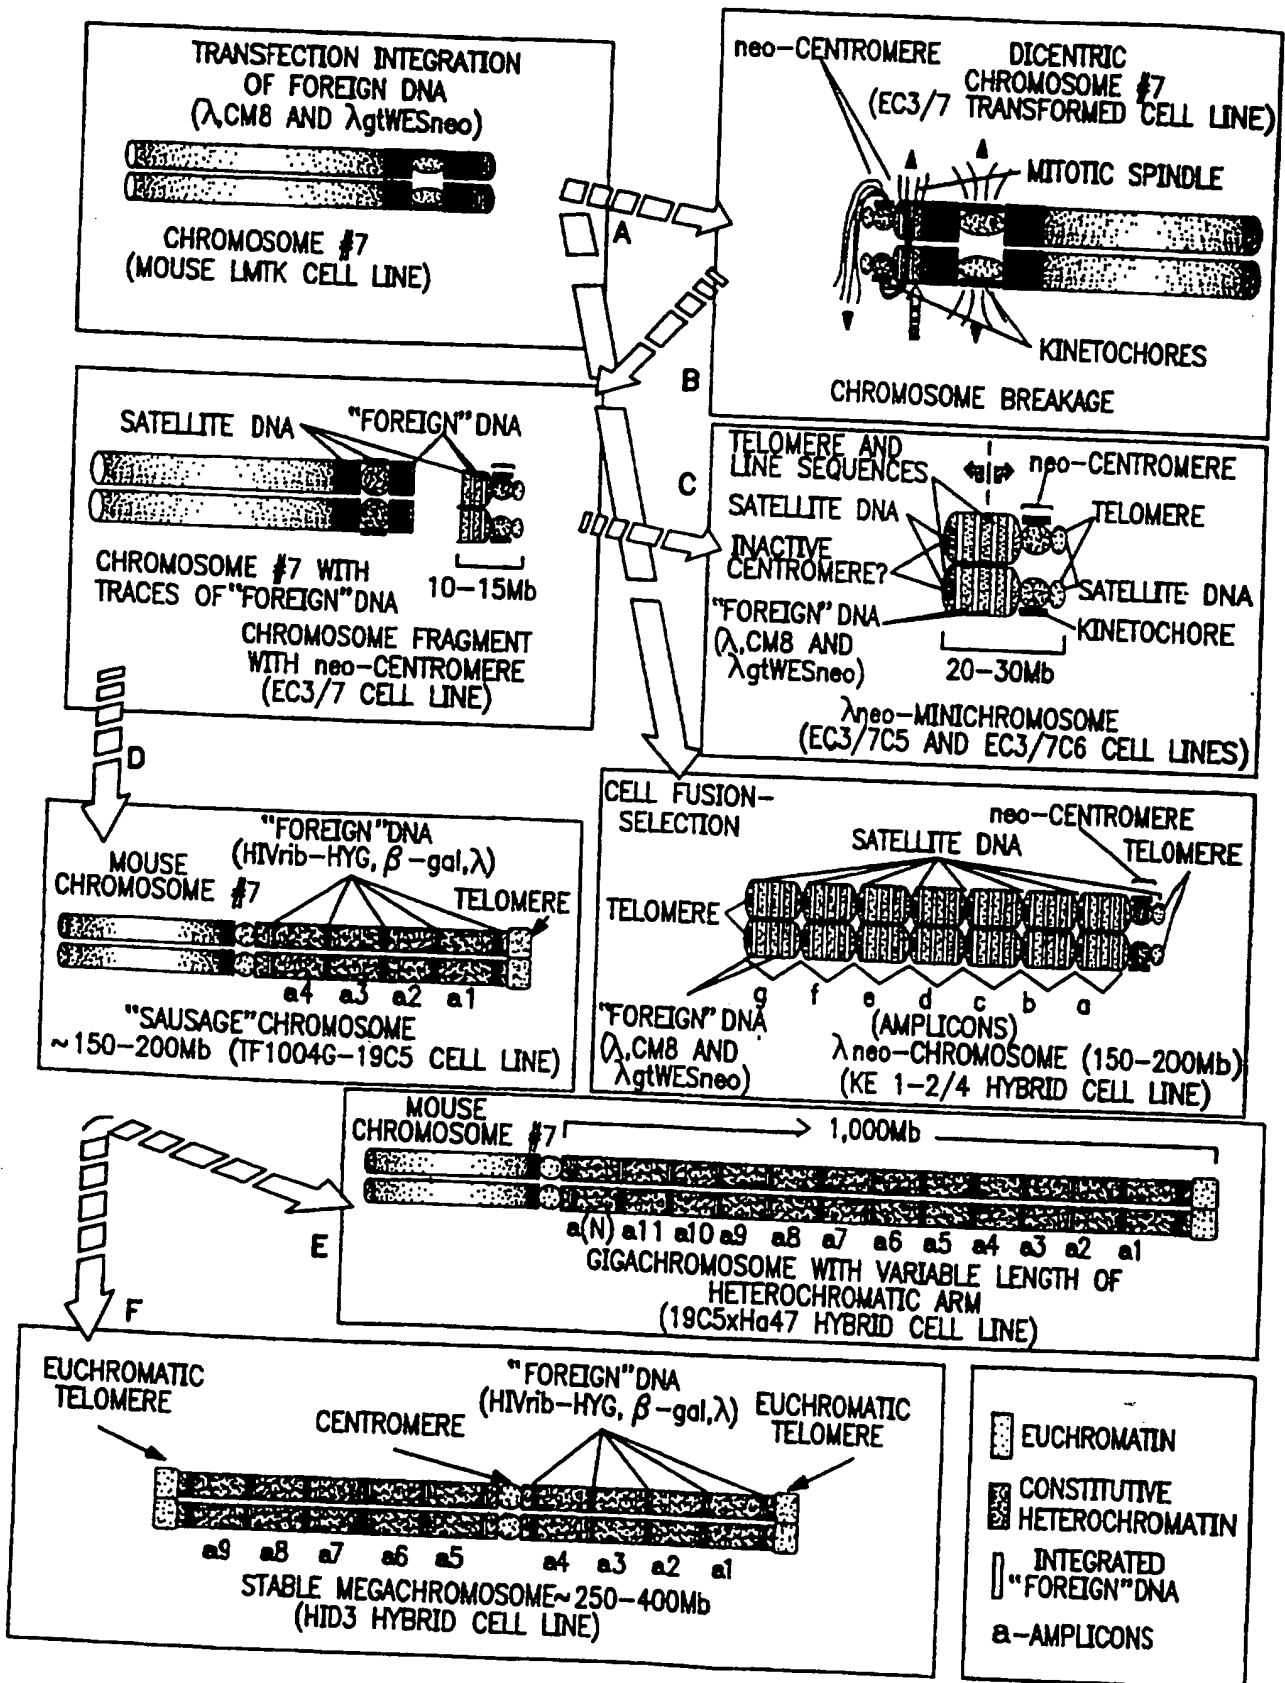 TRANSFECTION INTEGRATION
OF FOREIGN DNA
(λ,CM8 AND λgtWESneo)
CHROMOSOME #7
(MOUSE LMTK CELL LINE)
A
neo-CENTROMERE
DICENTRIC
CHROMOSOME #7
(EC3/7 TRANSFORMED CELL LINE)
MITOTIC SPINDLE
KINETOCHORES
CHROMOSOME BREAKAGE
B
SATELLITE DNA
"FOREIGN" DNA
CHROMOSOME #7 WITH
TRACES OF "FOREIGN" DNA
10-15Mb
CHROMOSOME FRAGMENT
WITH neo-CENTROMERE
(EC3/7 CELL LINE)
C
TELOMERE AND
LINE SEQUENCES
neo-CENTROMERE
SATELLITE DNA
TELOMERE
INACTIVE
CENTROMERE?
SATELLITE DNA
"FOREIGN" DNA
(λ,CM8 AND
λgtWESneo)
KINETOCHORE
20-30Mb
λneo-MINICHROMOSOME
(EC3/7C5 AND EC3/7C6 CELL LINES)
D
"FOREIGN" DNA
(HIVrib-HYG, β-gal,λ)
MOUSE
CHROMOSOME #7
TELOMERE
a4 a3 a2 a1
"SAUSAGE" CHROMOSOME
~150-200Mb (TF1004G-19C5 CELL LINE)
CELL FUSION-
SELECTION
neo-CENTROMERE
SATELLITE DNA
TELOMERE
TELOMERE
g f e d c b a
"FOREIGN" DNA
(λ,CM8 AND
λgtWESneo)
(AMPLICONS)
λneo-CHROMOSOME (150-200Mb)
(KE 1-2/4 HYBRID CELL LINE)
E
MOUSE
CHROMOSOME #7
1,000Mb
a(N) a11 a10 a9 a8 a7 a6 a5 a4 a3 a2 a1
GIGACHROMOSOME WITH VARIABLE LENGTH OF
HETEROCHROMATIC ARM
(19C5xHa47 HYBRID CELL LINE)
F
EUCHROMATIC
TELOMERE
CENTROMERE
"FOREIGN" DNA
(HIVrib-HYG, β-gal,λ)
EUCHROMATIC
TELOMERE
a9 a8 a7 a6 a5 a4 a3 a2 a1
STABLE MEGACHROMOSOME~250-400Mb
(HID3 HYBRID CELL LINE)
EUCHROMATIN
CONSTITUTIVE
HETEROCHROMATIN
INTEGRATED
"FOREIGN" DNA
a-AMPLICONS